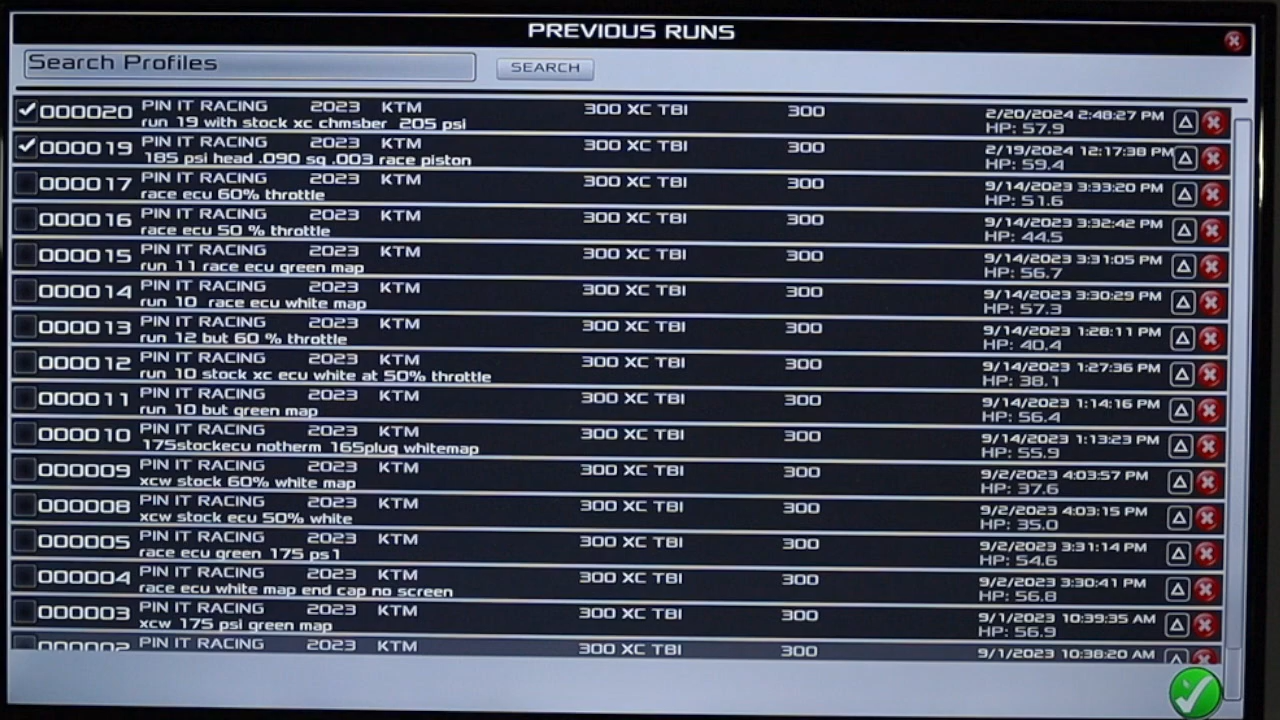 PREVIOUS RUNS
Search Profiles SEARCH
000020 PIN IT RACING 2023 KTM 300 XC TBI 300 2/20/2024 2:48:27 PM
run 19 with stock xc chmsber 205 psi HP: 57.9
000019 PIN IT RACING 2023 KTM 300 XC TBI 300 2/19/2024 12:17:38 PM
185 psi head .090 sq .003 race piston HP: 59.4
000017 PIN IT RACING 2023 KTM 300 XC TBI 300 9/14/2023 3:33:20 PM
race ecu 60% throttle HP: 51.6
000016 PIN IT RACING 2023 KTM 300 XC TBI 300 9/14/2023 3:32:42 PM
race ecu 50 % throttle HP: 44.5
000015 PIN IT RACING 2023 KTM 300 XC TBI 300 9/14/2023 3:31:05 PM
run 11 race ecu green map HP: 56.7
000014 PIN IT RACING 2023 KTM 300 XC TBI 300 9/14/2023 3:30:29 PM
run 10 race ecu white map HP: 57.3
000013 PIN IT RACING 2023 KTM 300 XC TBI 300 9/14/2023 1:28:11 PM
run 12 but 60 % throttle HP: 40.4
000012 PIN IT RACING 2023 KTM 300 XC TBI 300 9/14/2023 1:27:36 PM
run 10 stock xc ecu white at 50% throttle HP: 38.1
000011 PIN IT RACING 2023 KTM 300 XC TBI 300 9/14/2023 1:14:16 PM
run 10 but green map HP: 56.4
000010 PIN IT RACING 2023 KTM 300 XC TBI 300 9/14/2023 1:13:23 PM
175stockecu notherm 165plug whitemap HP: 55.9
000009 PIN IT RACING 2023 KTM 300 XC TBI 300 9/2/2023 4:03:57 PM
xcw stock 60% white map HP: 37.6
000008 PIN IT RACING 2023 KTM 300 XC TBI 300 9/2/2023 4:03:15 PM
xcw stock ecu 50% white HP: 35.0
000005 PIN IT RACING 2023 KTM 300 XC TBI 300 9/2/2023 3:31:14 PM
race ecu green 175 ps1 HP: 54.6
000004 PIN IT RACING 2023 KTM 300 XC TBI 300 9/2/2023 3:30:41 PM
race ecu white map end cap no screen HP: 56.8
000003 PIN IT RACING 2023 KTM 300 XC TBI 300 9/1/2023 10:39:35 AM
xcw 175 psi green map HP: 56.9
000002 PIN IT RACING 2023 KTM 300 XC TBI 300 9/1/2023 10:38:20 AM